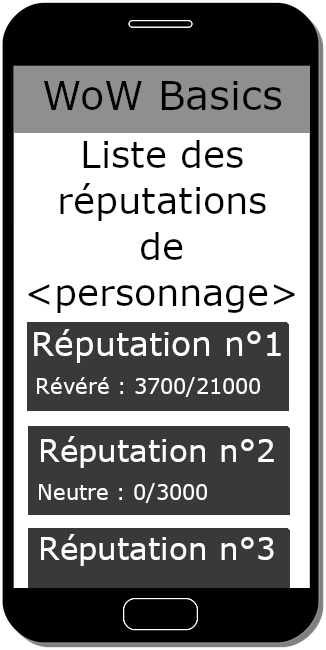 WoW Basics
Liste des
réputations
de
<personnage>
Réputation n°1
Révéré : 3700/21000
Réputation n°2
Neutre : 0/3000
Réputation n°3